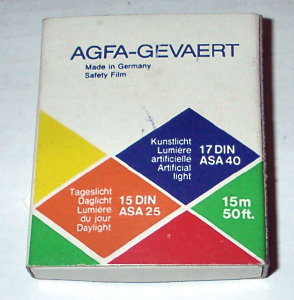 AGFA-GEVAERT
Made in Germany
Safety Film
Kunstlicht
Lumière
artificielle
Artificial
light
17 DIN
ASA 40
Tageslicht
Daglicht
Lumière
du jour
Daylight
15 DIN
ASA 25
15m
50ft.